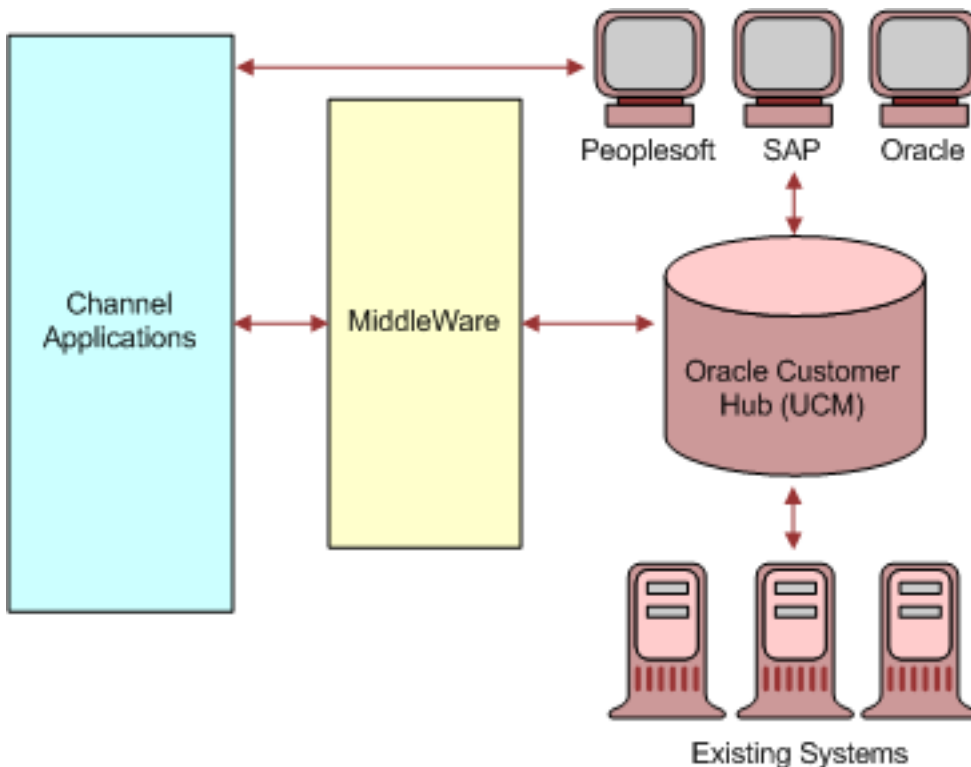 Peoplesoft
SAP
Oracle
Channel
Applications
MiddleWare
Oracle Customer
Hub (UCM)
Existing Systems